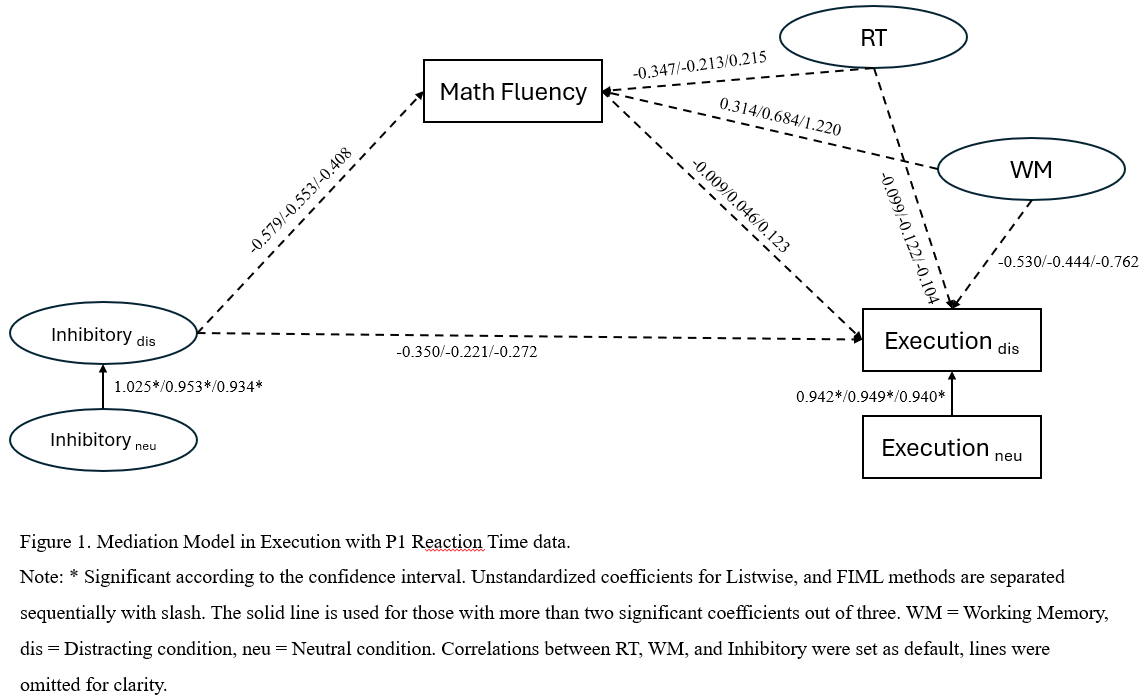 RT
Math Fluency
-0.347/-0.213/0.215
0.314/0.684/1.220
WM
-0.579/-0.553/-0.408
-0.009/0.046/0.123
-0.099/-0.122/-0.104
-0.530/-0.444/-0.762
Inhibitory dis
-0.350/-0.221/-0.272
Execution dis
1.025*/0.953*/0.934*
0.942*/0.949*/0.940*
Inhibitory neu
Execution neu
Figure 1. Mediation Model in Execution with P1 Reaction Time data.
Note: * Significant according to the confidence interval. Unstandardized coefficients for Listwise, and FIML methods are separated
sequentially with slash. The solid line is used for those with more than two significant coefficients out of three. WM = Working Memory,
dis = Distracting condition, neu = Neutral condition. Correlations between RT, WM, and Inhibitory were set as default, lines were
omitted for clarity.